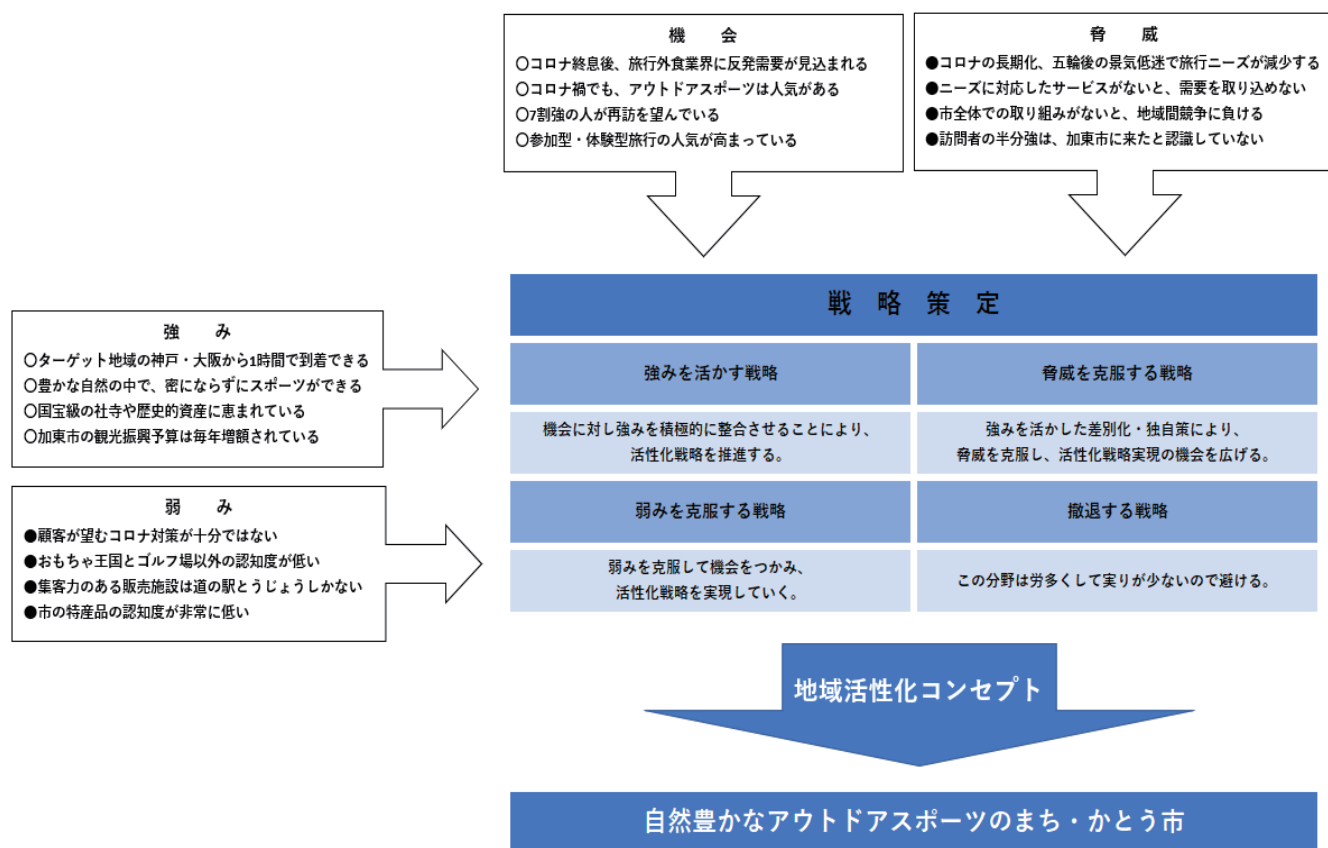 機　会
○コロナ終息後、旅行外食業界に反発需要が見込まれる
○コロナ禍でも、アウトドアスポーツは人気がある
○7割強の人が再訪を望んでいる
○参加型・体験型旅行の人気が高まっている
脅　威
●コロナの長期化、五輪後の景気低迷で旅行ニーズが減少する
●ニーズに対応したサービスがないと、需要を取り込めない
●市全体での取り組みがないと、地域間競争に負ける
●訪問者の半分強は、加東市に来たと認識していない
強　み
○ターゲット地域の神戸・大阪から1時間で到着できる
○豊かな自然の中で、密にならずにスポーツができる
○国宝級の社寺や歴史的資産に恵まれている
○加東市の観光振興予算は毎年増額されている
弱　み
●顧客が望むコロナ対策が十分ではない
●おもちゃ王国とゴルフ場以外の認知度が低い
●集客力のある販売施設は道の駅とうじょうしかない
●市の特産品の認知度が非常に低い
戦　略　策　定
強みを活かす戦略
機会に対し強みを積極的に整合させることにより、
活性化戦略を推進する。
脅威を克服する戦略
強みを活かした差別化・独自策により、
脅威を克服し、活性化戦略実現の機会を広げる。
弱みを克服する戦略
弱みを克服して機会をつかみ、
活性化戦略を実現していく。
撤退する戦略
この分野は労多くして実りが少ないので避ける。
地域活性化コンセプト
自然豊かなアウトドアスポーツのまち・かとう市